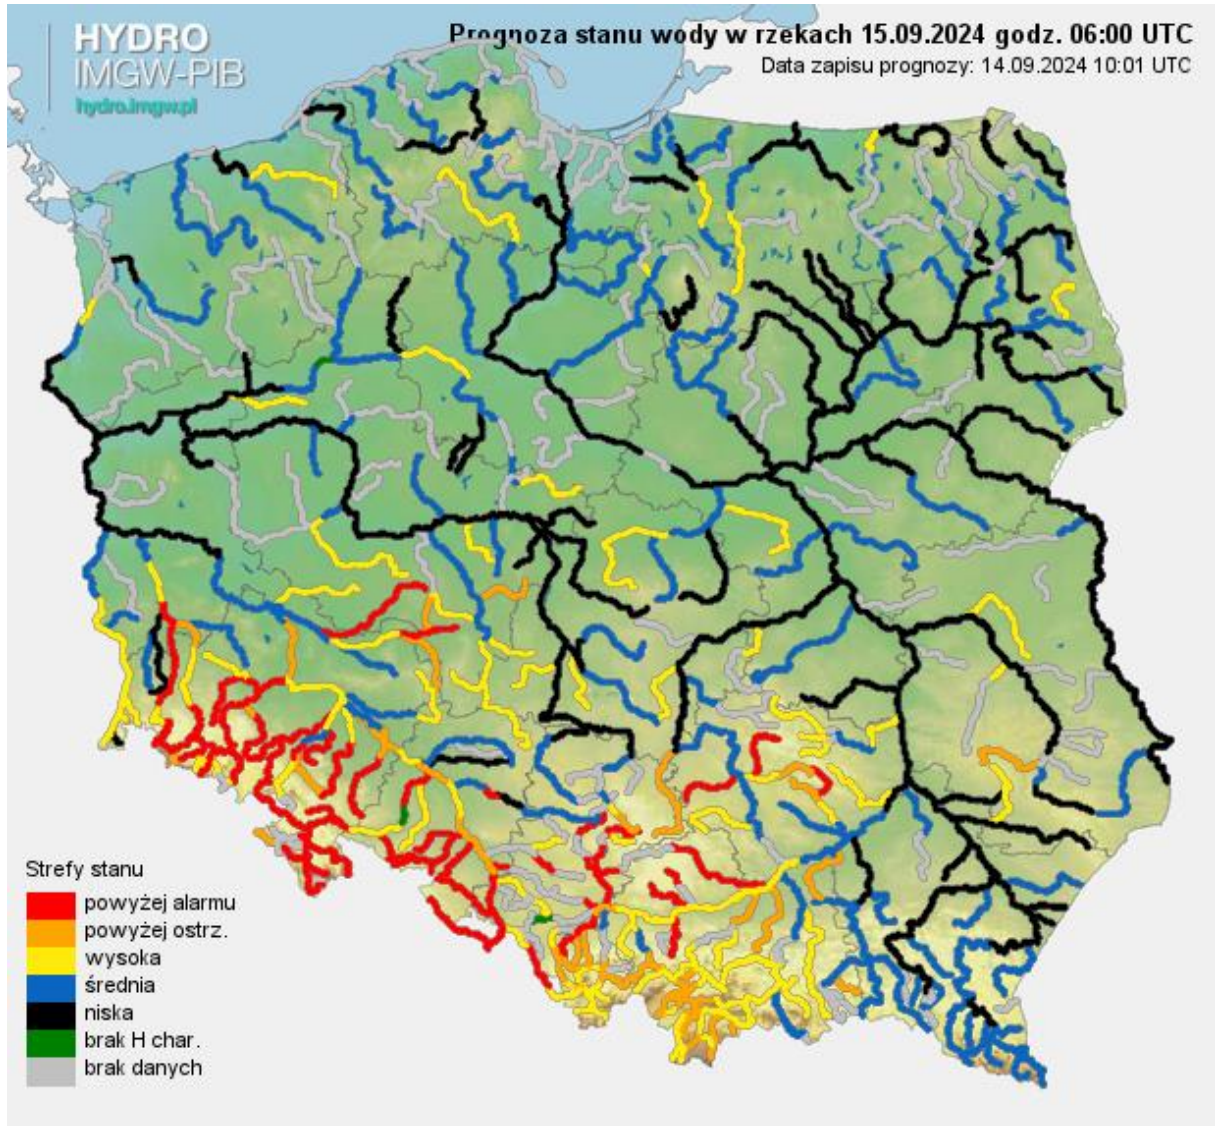 HYDRO
IMGW-PIB
hydro.imgw.pl
Prognoza stanu wody w rzekach 15.09.2024 godz. 06:00 UTC
Data zapisu prognozy: 14.09.2024 10:01 UTC
Strefy stanu
powyżej alarmu
powyżej ostrz.
wysoka
średnia
niska
brak H char.
brak danych